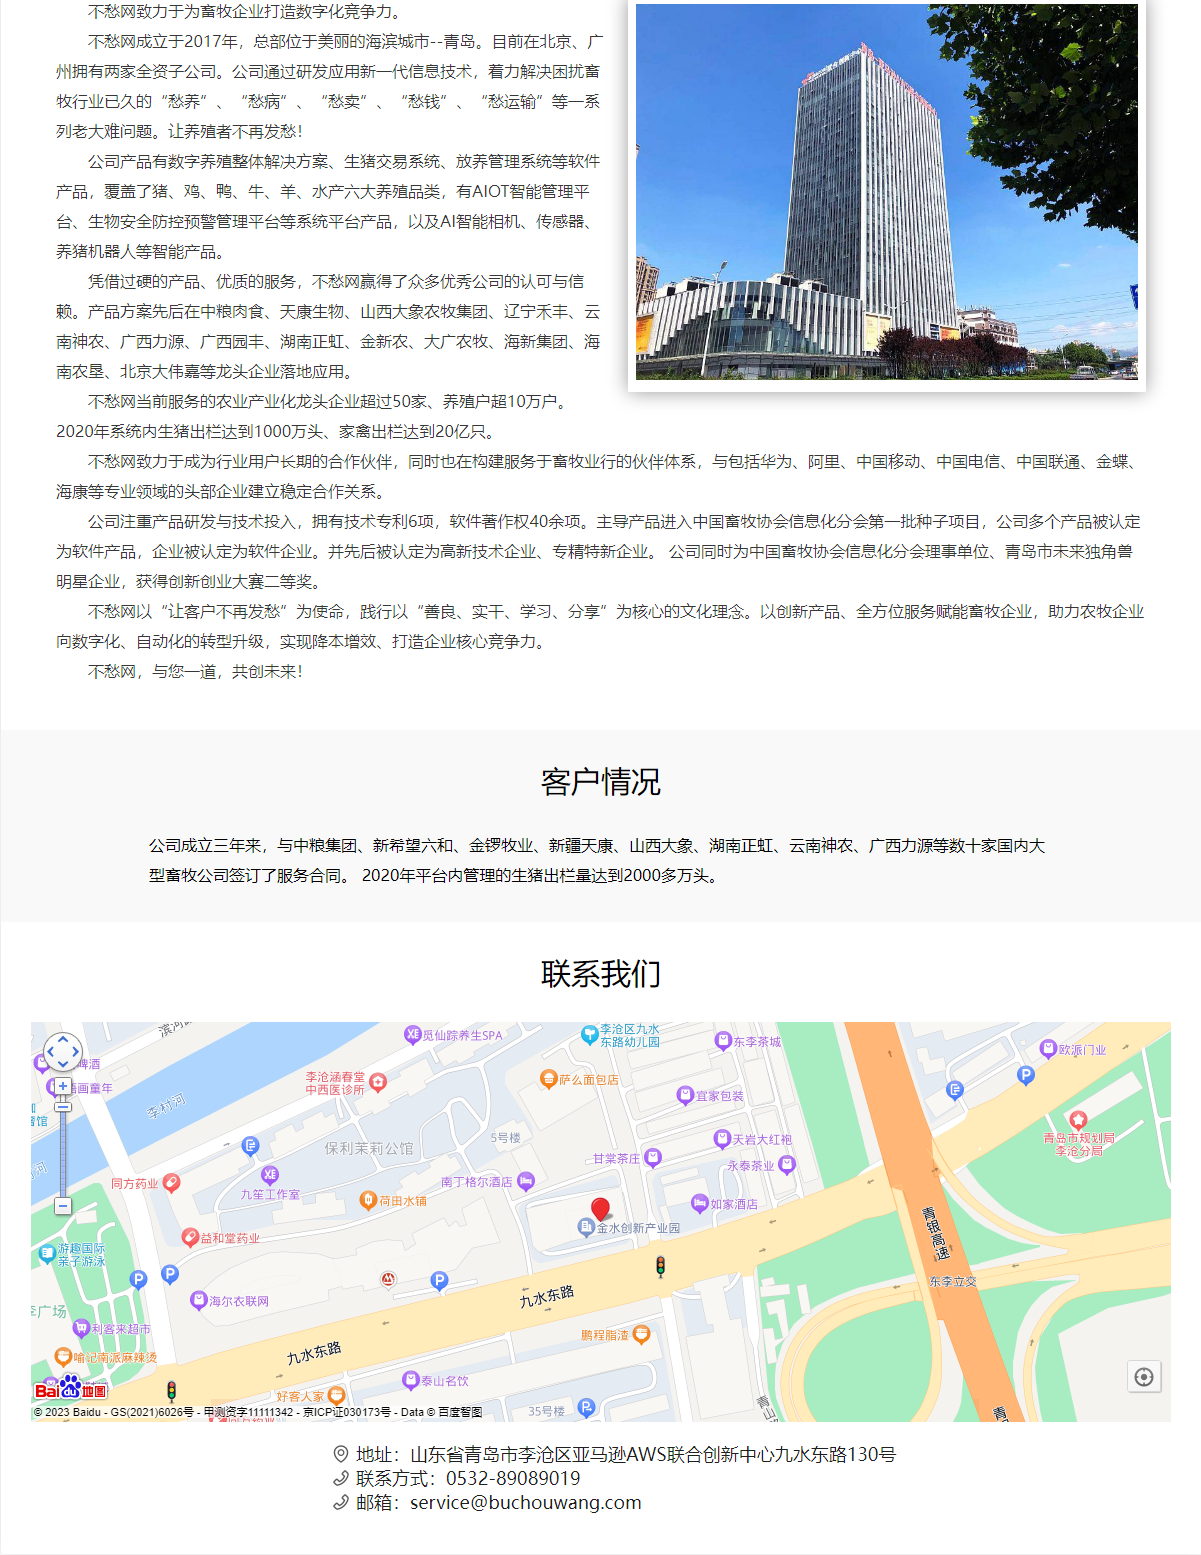 不愁网致力于为畜牧企业打造数字化竞争力。
不愁网成立于2017年，总部位于美丽的海滨城市--青岛。目前在北京、广
州拥有两家全资子公司。公司通过研发应用新一代信息技术，着力解决困扰畜
牧行业已久的“愁养”、“愁病”、“愁卖”、“愁钱”、“愁运输”等一系
列老大难问题。让养殖者不再发愁！
公司产品有数字养殖整体解决方案、生猪交易系统、放养管理系统等软件
产品，覆盖了猪、鸡、鸭、牛、羊、水产六大养殖品类，有AIOT智能管理平
台、生物安全防控预警管理平台等系统平台产品，以及AI智能相机、传感器、
养猪机器人等智能产品。
凭借过硬的产品、优质的服务，不愁网赢得了众多优秀公司的认可与信
赖。产品方案先后在中粮肉食、天康生物、山西大象农牧集团、辽宁禾丰、云
南神农、广西力源、广西园丰、湖南正虹、金新农、大广农牧、海新集团、海
南农垦、北京大伟嘉等龙头企业落地应用。
不愁网当前服务的农业产业化龙头企业超过50家、养殖户超10万户。
2020年系统内生猪出栏达到1000万头、家禽出栏达到20亿只。
不愁网致力于成为行业用户长期的合作伙伴，同时也在构建服务于畜牧业行的伙伴体系，与包括华为、阿里、中国移动、中国电信、中国联通、金蝶、
海康等专业领域的头部企业建立稳定合作关系。
公司注重产品研发与技术投入，拥有技术专利6项，软件著作权40余项。主导产品进入中国畜牧协会信息化分会第一批种子项目，公司多个产品被认定
为软件产品，企业被认定为软件企业。并先后被认定为高新技术企业、专精特新企业。 公司同时为中国畜牧协会信息化分会理事单位、青岛市未来独角兽
明星企业，获得创新创业大赛二等奖。
不愁网以“让客户不再发愁”为使命，践行以“善良、实干、学习、分享”为核心的文化理念。以创新产品、全方位服务赋能畜牧企业，助力农牧企业
向数字化、自动化的转型升级，实现降本增效、打造企业核心竞争力。
不愁网，与您一道，共创未来！
客户情况
公司成立三年来，与中粮集团、新希望六和、金锣牧业、新疆天康、山西大象、湖南正虹、云南神农、广西力源等数十家国内大
型畜牧公司签订了服务合同。 2020年平台内管理的生猪出栏量达到2000多万头。
联系我们
滨河路
觅仙踪养生SPA
李沧区九水
东路幼儿园
东李茶城
欧派门业
啤酒
画童年
李沧涵春堂
中西医诊所
萨么面包店
宜家包装
李村河
5号楼
保利茉莉公馆
天岩大红袍
青岛市规划局
李沧分局
甘棠茶庄
永泰茶业
同方药业
九笙工作室
南丁格尔酒店
荷田水铺
如家酒店
金水创新产业园
青银高速
益和堂药业
游趣国际
亲子游泳
东李立交
海尔衣联网
九水东路
李广场
利客来超市
鹏程脂渣
九水东路
喻记南派麻辣烫
泰山名饮
好客人家
35号楼
青山路
青
Bai du 地图
© 2023 Baidu - GS(2021)6026号 - 甲测资字11111342 - 京ICP证030173号 - Data © 百度智图
地址：山东省青岛市李沧区亚马逊AWS联合创新中心九水东路130号
联系方式：0532-89089019
邮箱：service@buchouwang.com